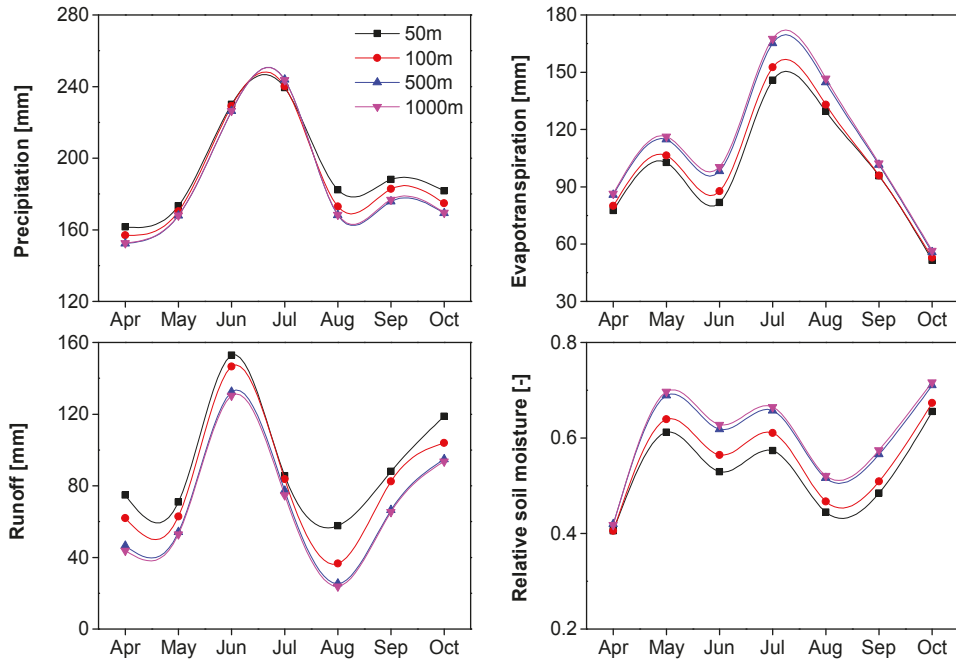 Precipitation [mm]
280
240
200
160
120
50m
100m
500m
1000m
Apr May Jun Jul Aug Sep Oct
Evapotranspiration [mm]
180
150
120
90
60
30
Apr May Jun Jul Aug Sep Oct
Runoff [mm]
160
120
80
40
0
Apr May Jun Jul Aug Sep Oct
Relative soil moisture [-]
0.8
0.6
0.4
0.2
Apr May Jun Jul Aug Sep Oct